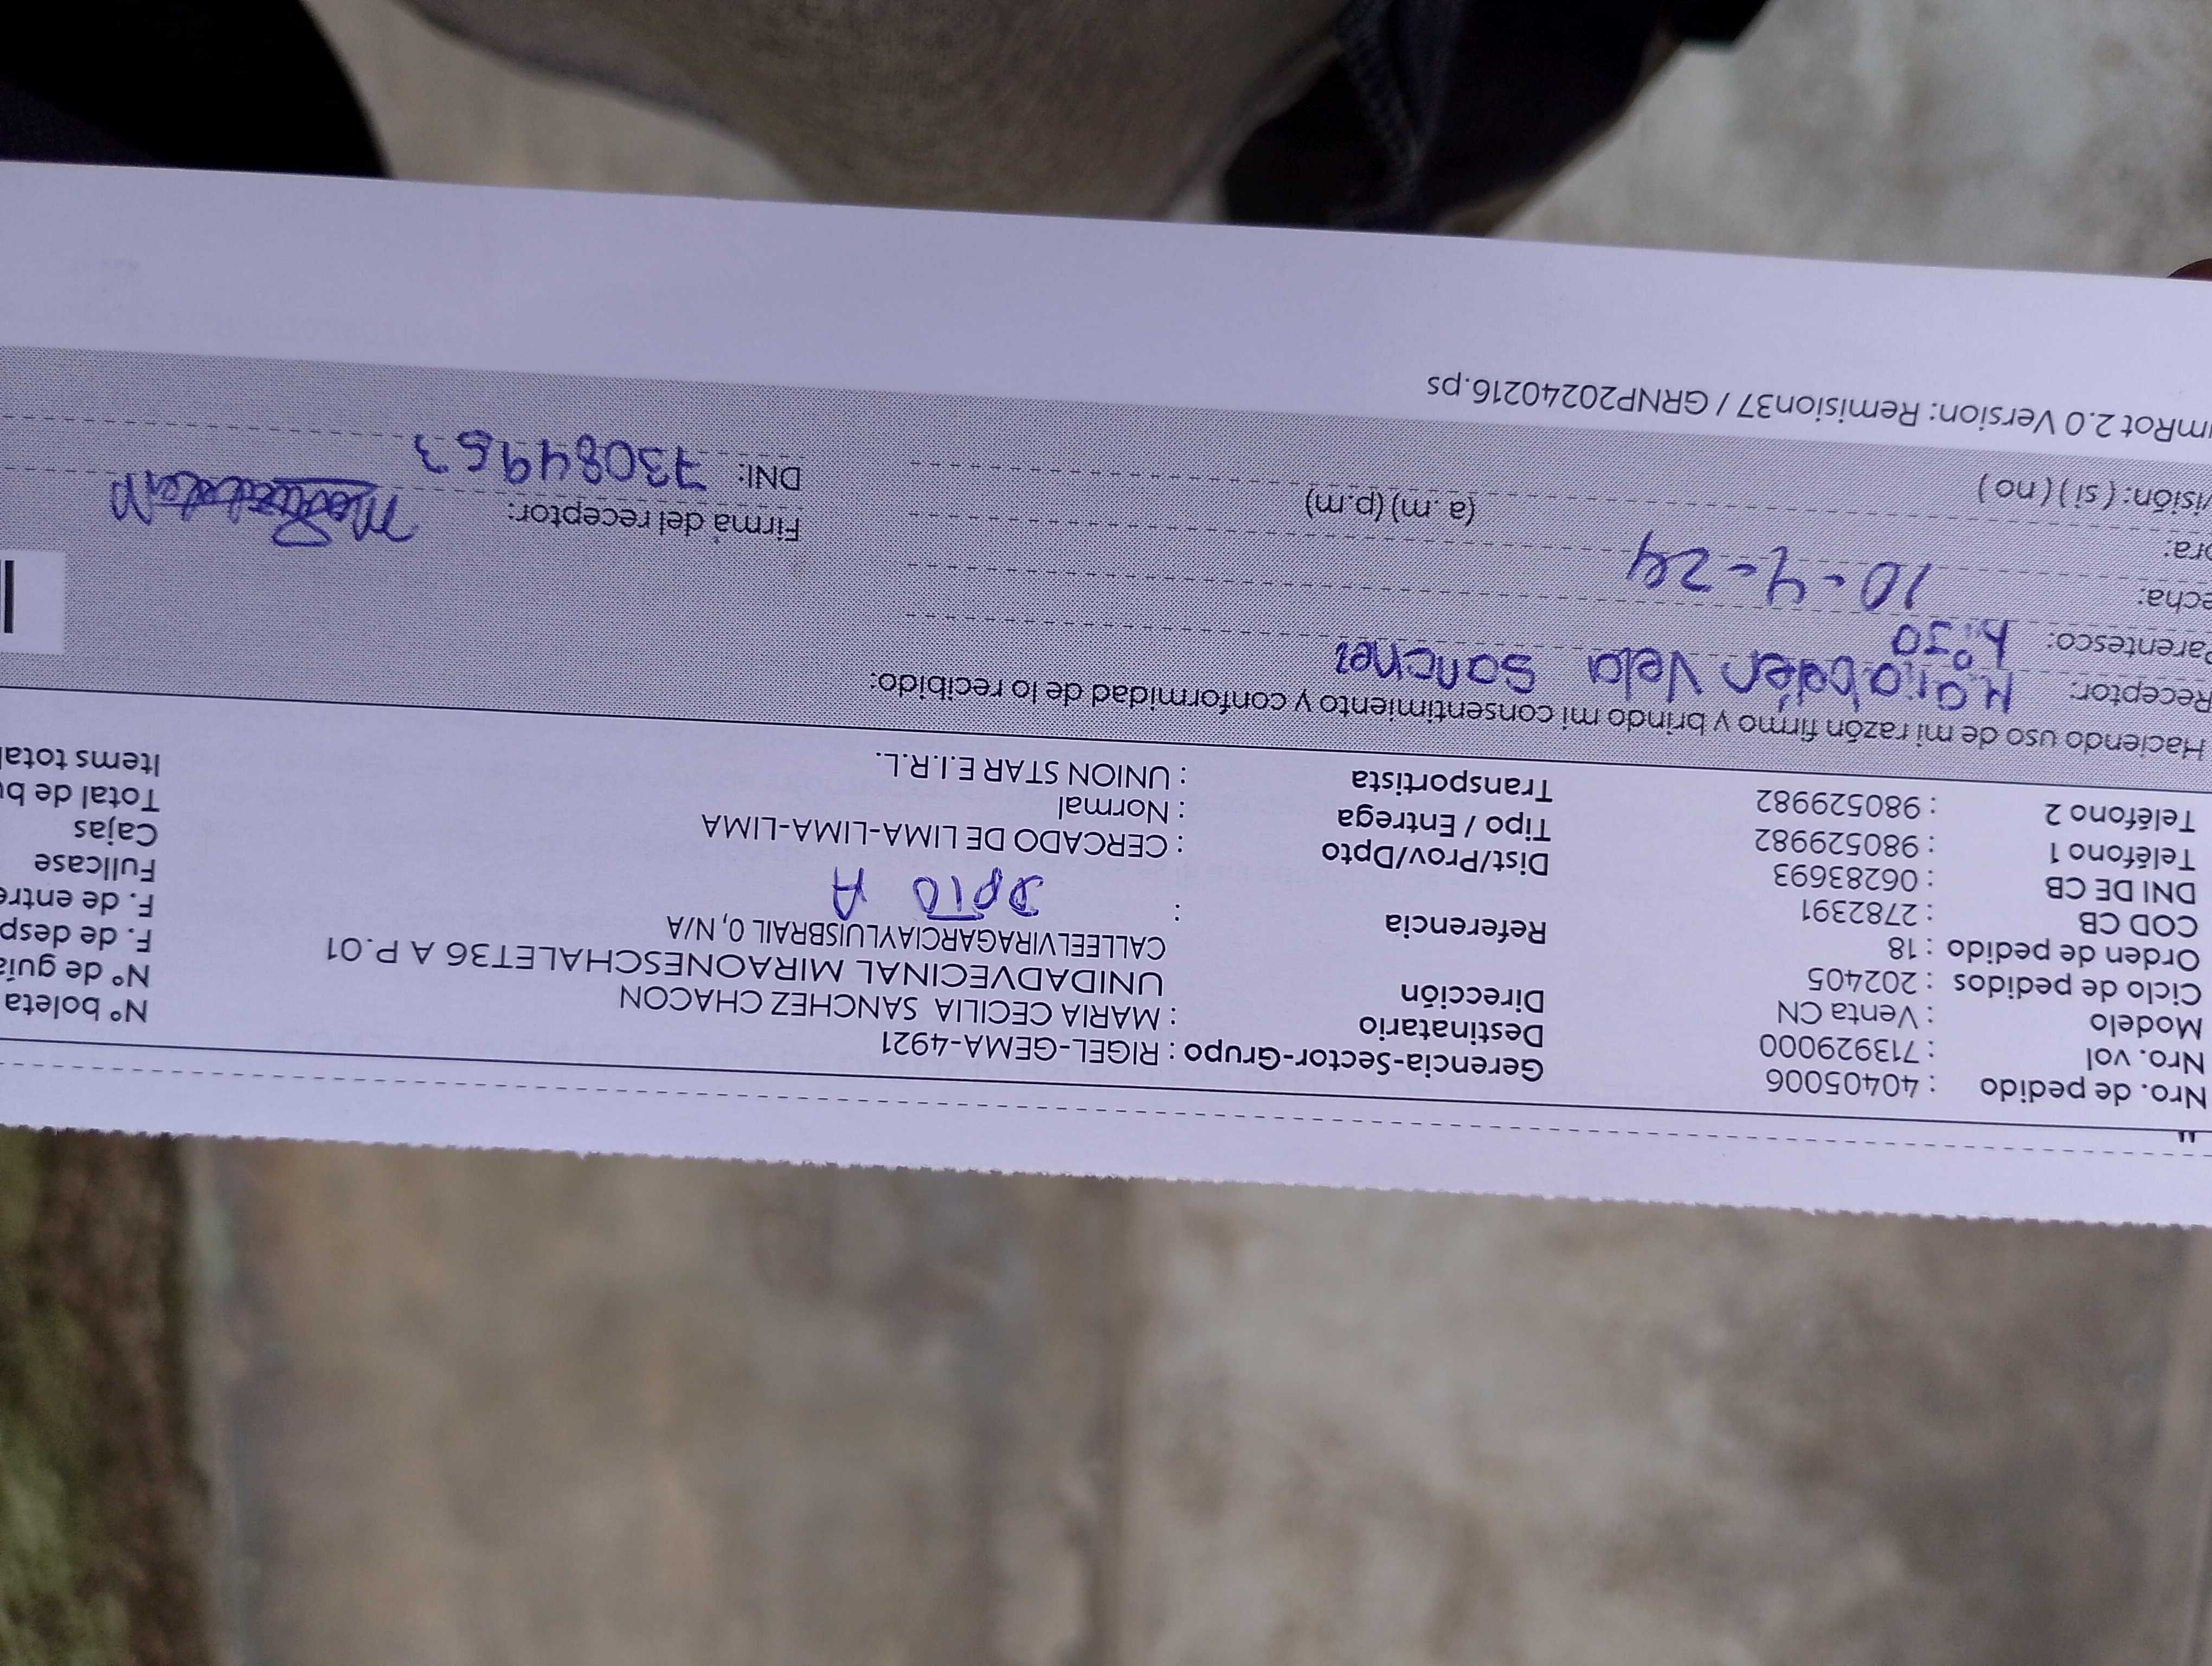 Nro. de pedido : 40405006
Nro. vol : 713929000
Modelo : Venta CN
Ciclo de pedidos : 202405
Orden de pedido : 18
COD CB : 2782391
DNI DE CB : 06283693
Teléfono 1 : 980529982
Teléfono 2 : 980529982
Gerencia-Sector-Grupo : RIGEL-GEMA-4921
Destinatario : MARIA CECILIA SANCHEZ CHACON
Dirección UNIDADVECINAL MIRAONESCHALET36 A P.01
CALLEELVIRAGARCIAYLUISBRAIL 0, N/A
Referencia : DPTO A
Dist/Prov/Dpto : CERCADO DE LIMA-LIMA-LIMA
Tipo / Entrega : Normal
Transportista : UNION STAR E.I.R.L.
Nº boleta
Nº de guía
F. de desp
F. de entre
Fullcase
Cajas
Total de bu
Items total
Haciendo uso de mi razón firmo y brindo mi consentimiento y conformidad de lo recibido:
Receptor: Vela Sanchez
Parentesco: hijo
echa: 10-4-24
ora: (a.m) (p.m)
visión: ( si ) ( no )
Firma del receptor:
DNI: 73084953
mRot 2.0 Version: Remision37 / GRNP20240216.ps